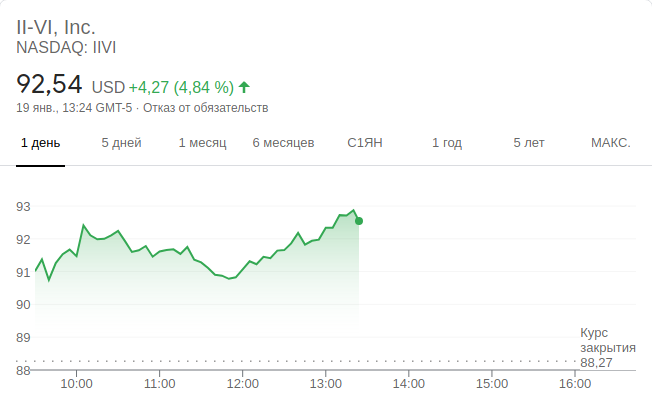 II-VI, Inc.
NASDAQ: IIVI
92,54 USD +4,27 (4,84 %)
19 янв., 13:24 GMT-5 · Отказ от обязательств
1 день 5 дней 1 месяц 6 месяцев С1ЯН 1 год 5 лет МАКС.
93
92
91
90
89
88
Курс
закрытия
88,27
10:00 11:00 12:00 13:00 14:00 15:00 16:00